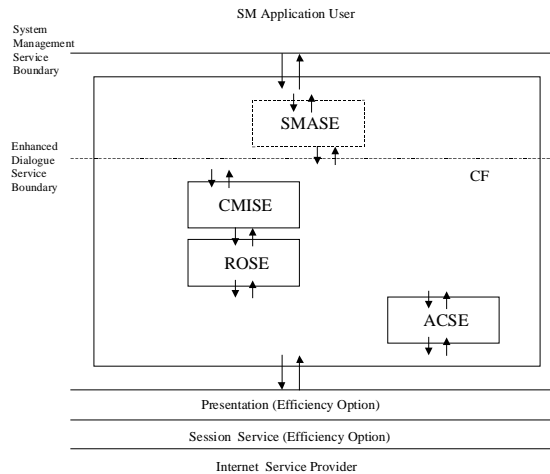 SM Application User
System
Management
Service
Boundary
SMASE
Enhanced
Dialogue
Service
Boundary
CF
CMISE
ROSE
ACSE
Presentation (Efficiency Option)
Session Service (Efficiency Option)
Internet Service Provider